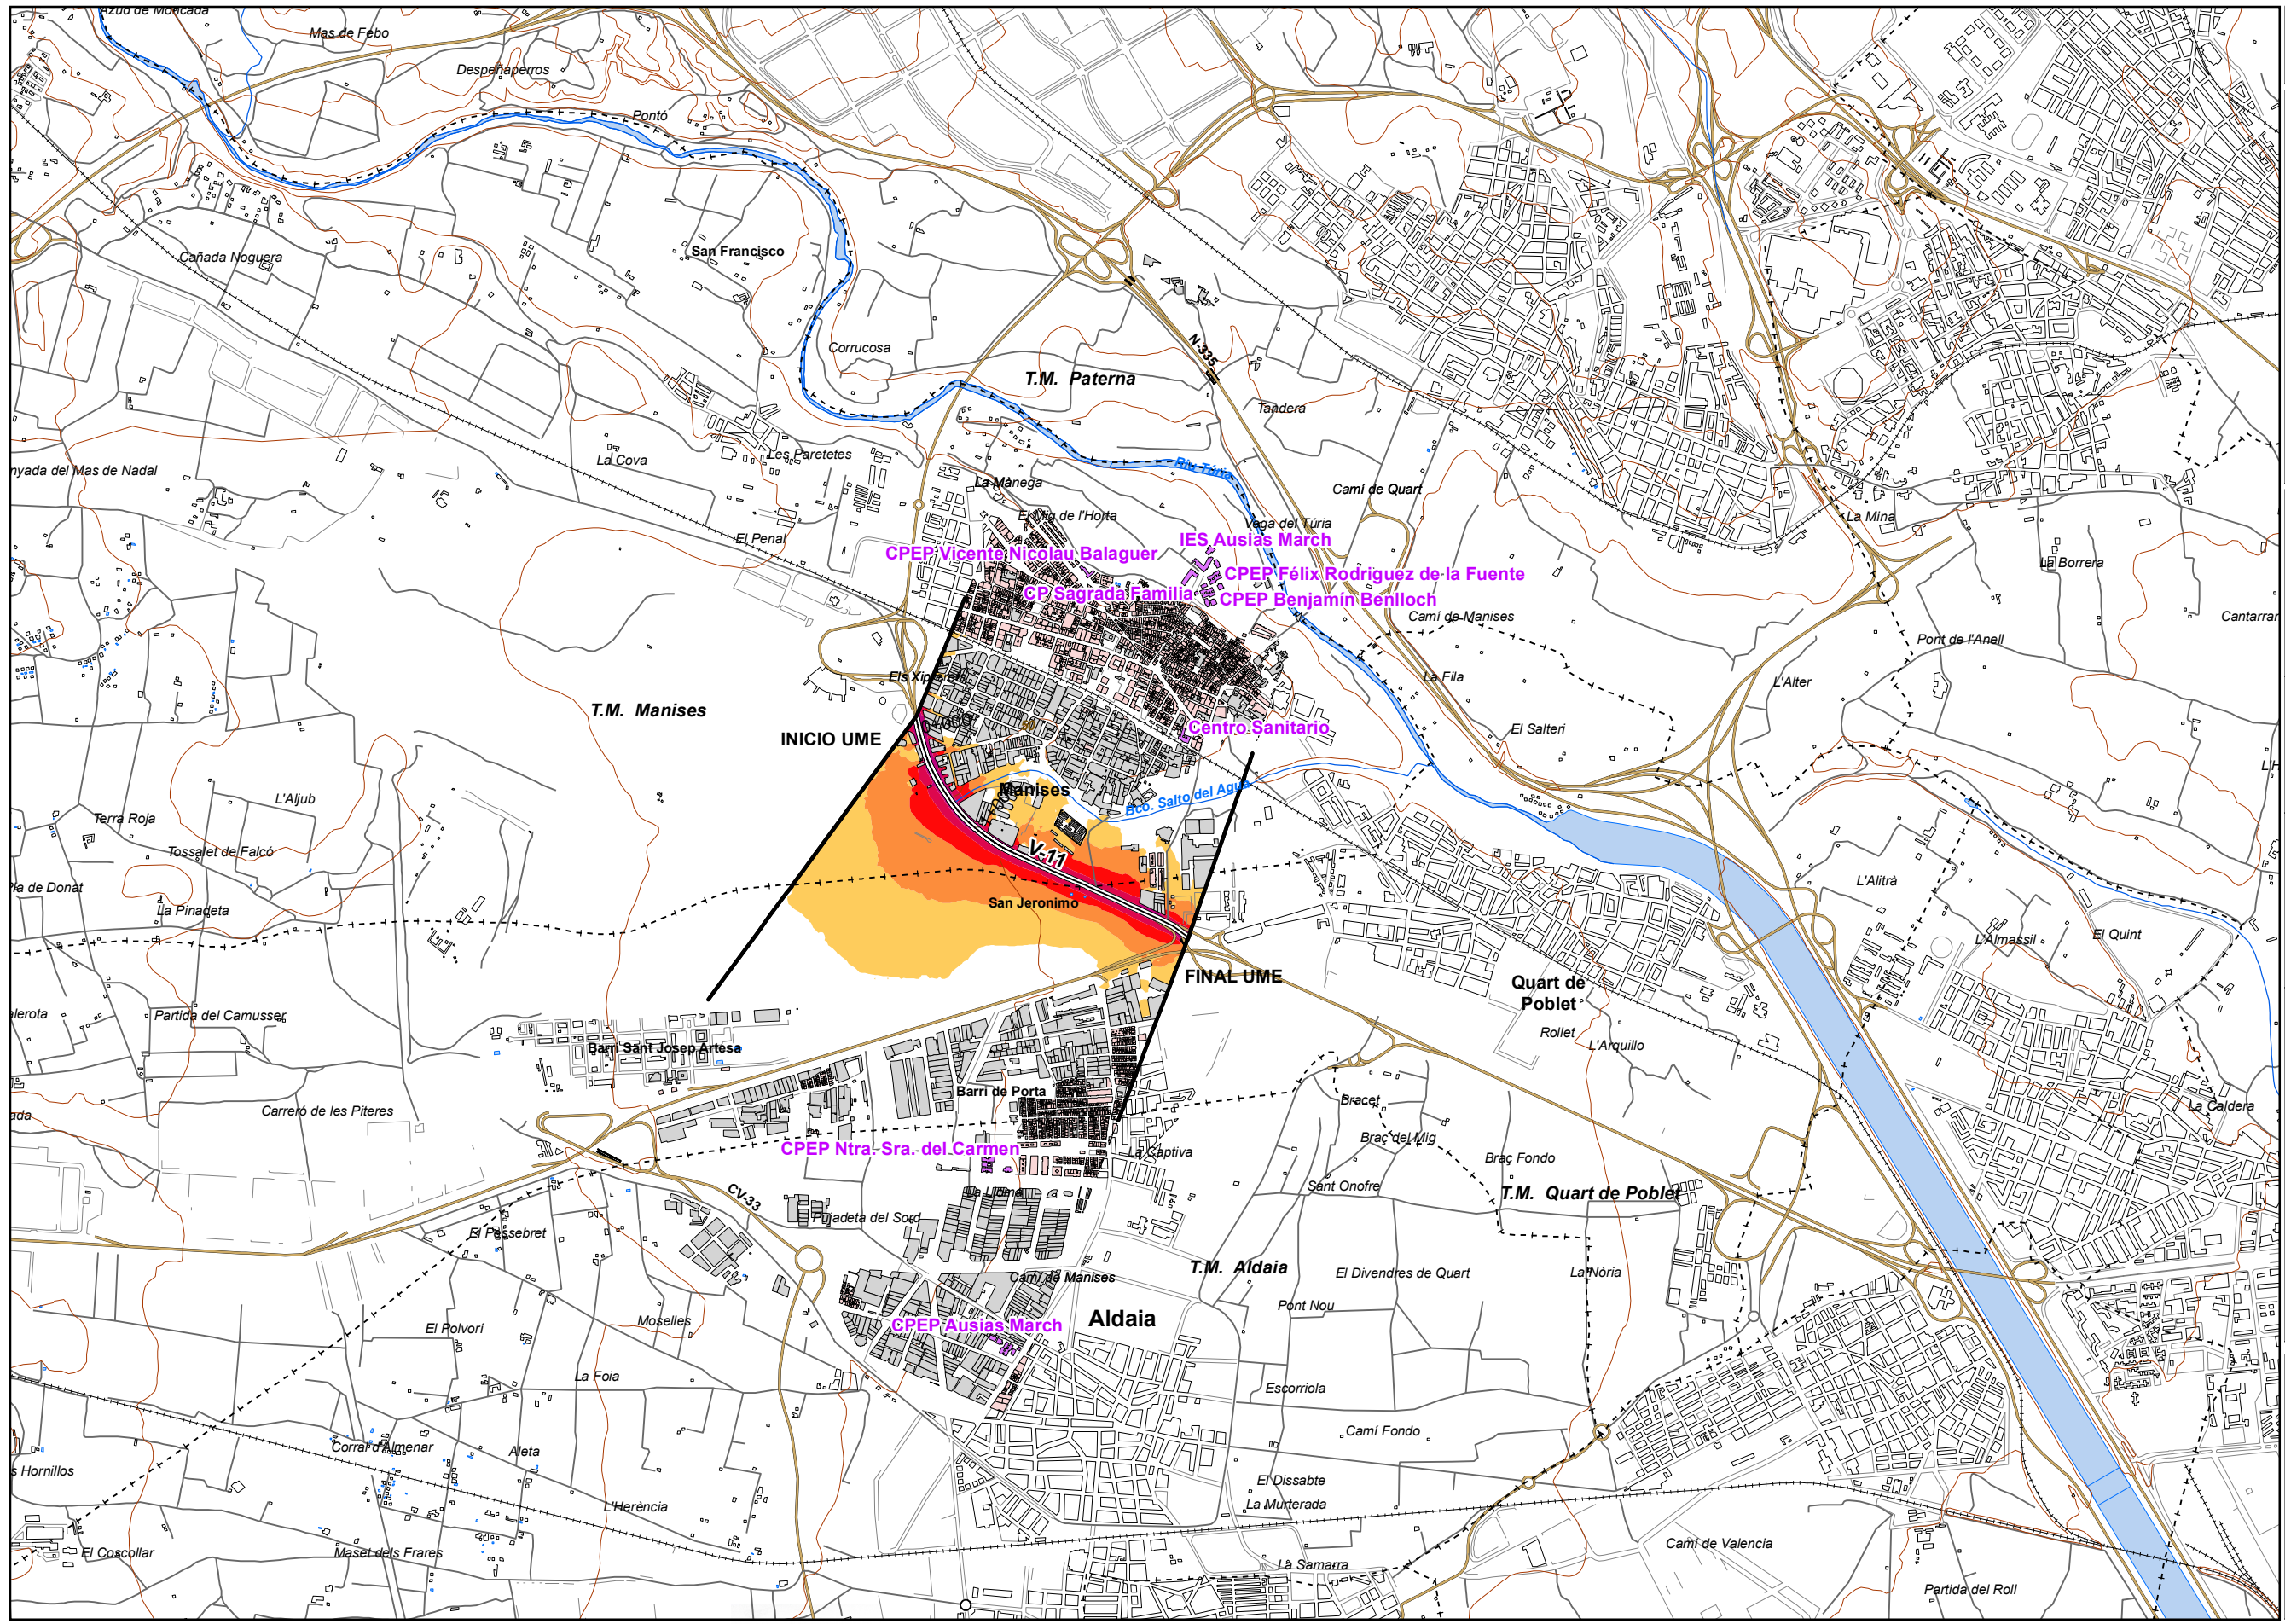 Azud de Moncada
Mas de Febo
Despeñaperros
Pontó
San Francisco
Cañada Noguera
Corrucosa
N-335
T.M. Paterna
Tandera
Les Paretetes
La Cova
nyada del Mas de Nadal
Riu Túria
La Mànega
Camí de Quart
El Mig de l'Horta
Vega del Túria
La Mina
El Penal
IES Ausias March
CPEP Vicente Nicolau Balaguer
La Borrera
CPEP Félix Rodriguez de la Fuente
CP Sagrada Familia
CPEP Benjamín Benlloch
Camí de Manises
Cantarran
Pont de l'Anell
Els Xiprerets
La Fila
L'Alter
T.M. Manises
Centro Sanitario
El Salteri
INICIO UME
Manises
Bco. Salto del Agua
L'Aljub
Terra Roja
Tossalet de Falcó
V-11
Pla de Donat
L'Alitrà
San Jeronimo
La Pinadeta
El Quint
L'Almassil
FINAL UME
Quart de
Poblet
Partida del Camusser
Rollet
L'Arquillo
Barri Sant Josep Artesa
Barri de Porta
Bracet
La Caldera
Carreró de les Piteres
Braç del Mig
CPEP Ntra. Sra. del Carmen
La Captiva
Braç Fondo
Sant Onofre
T.M. Quart de Poblet
CV-33
Pujadeta del Sord
El Pessebret
T.M. Aldaia
El Divendres de Quart
La Nòria
Camí de Manises
Pont Nou
Aldaia
CPEP Ausias March
Moselles
El Polvorí
La Foia
Escorriola
Camí Fondo
Corral d'Almenar
Aleta
s Hornillos
El Dissabte
La Murterada
L'Herència
El Coscollar
Maset dels Frares
Camí de Valencia
La Samarra
Partida del Roll